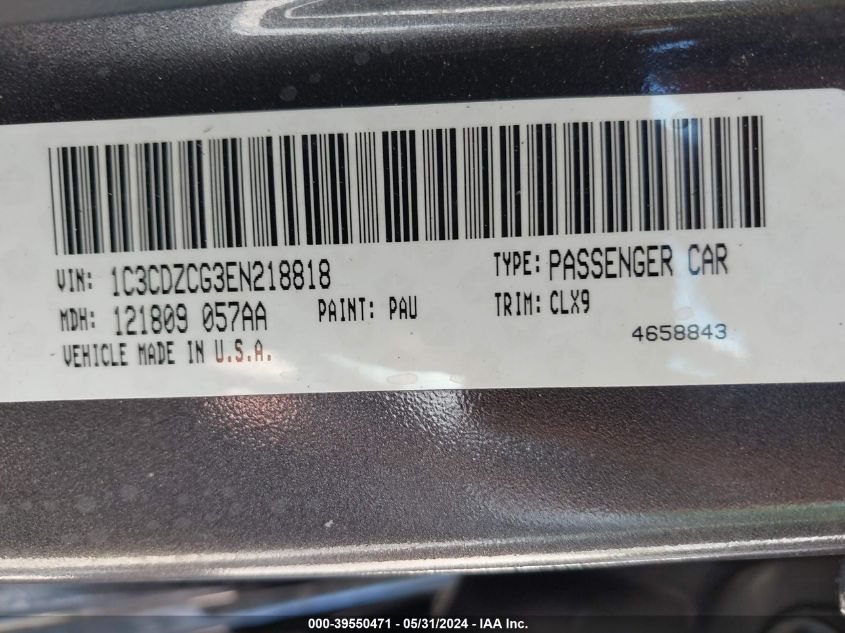 VIN: 1C3CDZCG3EN218818 TYPE: PASSENGER CAR
MDH: 121809 057AA PAINT: PAU TRIM: CLX9
VEHICLE MADE IN U.S.A. 4658843
000-39550471 - 05/31/2024 - IAA Inc.